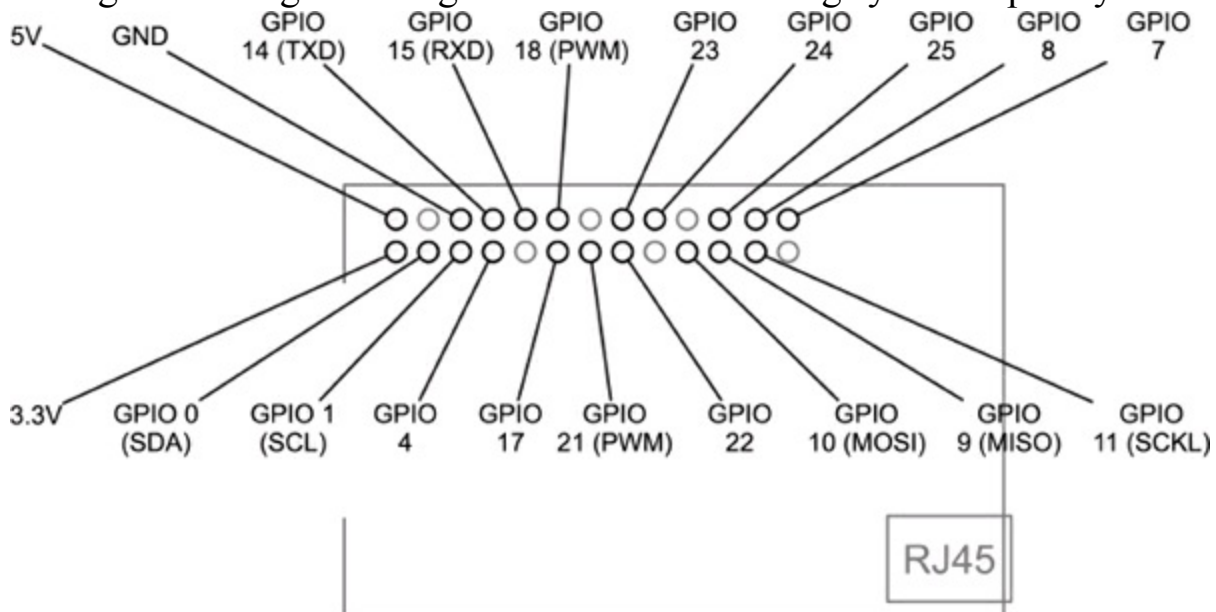 5V GND GPIO GPIO GPIO GPIO GPIO GPIO GPIO GPIO
14 (TXD) 15 (RXD) 18 (PWM) 23 24 25 8 7
3.3V GPIO 0 GPIO 1 GPIO GPIO GPIO GPIO GPIO GPIO GPIO
(SDA) (SCL) 4 17 21 (PWM) 22 10 (MOSI) 9 (MISO) 11 (SCKL)
RJ45